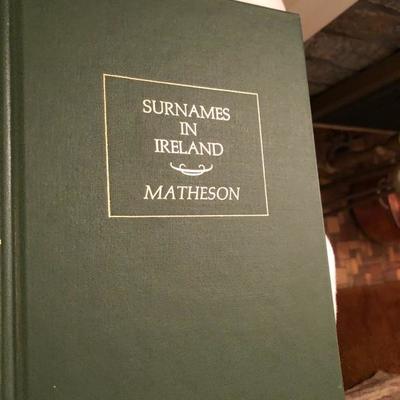 SURNAMES
IN
IRELAND
MATHESON